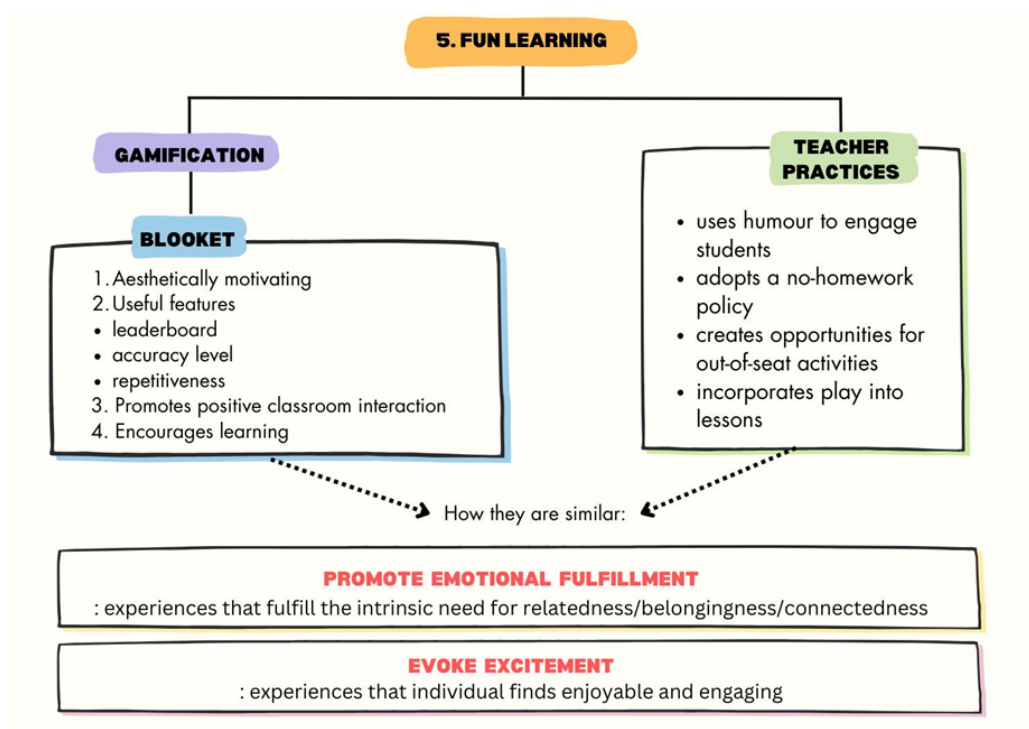 5. FUN LEARNING
GAMIFICATION
BLOOKET
1. Aesthetically motivating
2. Useful features
• leaderboard
• accuracy level
• repetitiveness
3. Promotes positive classroom interaction
4. Encourages learning
TEACHER
PRACTICES
• uses humour to engage
students
• adopts a no-homework
policy
• creates opportunities for
out-of-seat activities
• incorporates play into
lessons
How they are similar:
PROMOTE EMOTIONAL FULFILLMENT
: experiences that fulfill the intrinsic need for relatedness/belongingness/connectedness
EVOKE EXCITEMENT
: experiences that individual finds enjoyable and engaging